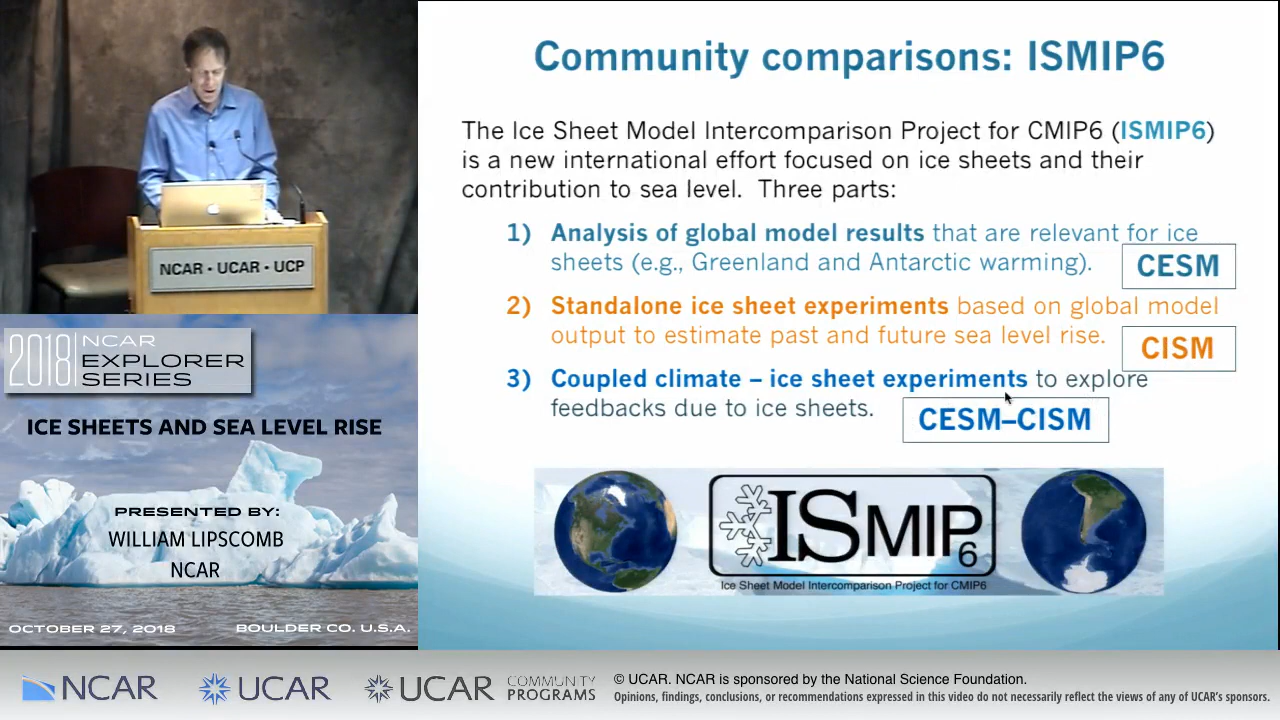 Community comparisons: ISMIP6
The Ice Sheet Model Intercomparison Project for CMIP6 (ISMIP6)
is a new international effort focused on ice sheets and their
contribution to sea level. Three parts:
1) Analysis of global model results that are relevant for ice
sheets (e.g., Greenland and Antarctic warming).
CESM
2) Standalone ice sheet experiments based on global model
output to estimate past and future sea level rise.
CISM
3) Coupled climate – ice sheet experiments to explore
feedbacks due to ice sheets.
CESM–CISM
ISMIP6
Ice Sheet Model Intercomparison Project for CMIP6
NCAR • UCAR • UCP
2018 NCAR
EXPLORER
SERIES
ICE SHEETS AND SEA LEVEL RISE
PRESENTED BY:
WILLIAM LIPSCOMB
NCAR
OCTOBER 27, 2018 BOULDER CO. U.S.A.
NCAR
UCAR
UCAR COMMUNITY
PROGRAMS
© UCAR. NCAR is sponsored by the National Science Foundation.
Opinions, findings, conclusions, or recommendations expressed in this video do not necessarily reflect the views of any of UCAR's sponsors.